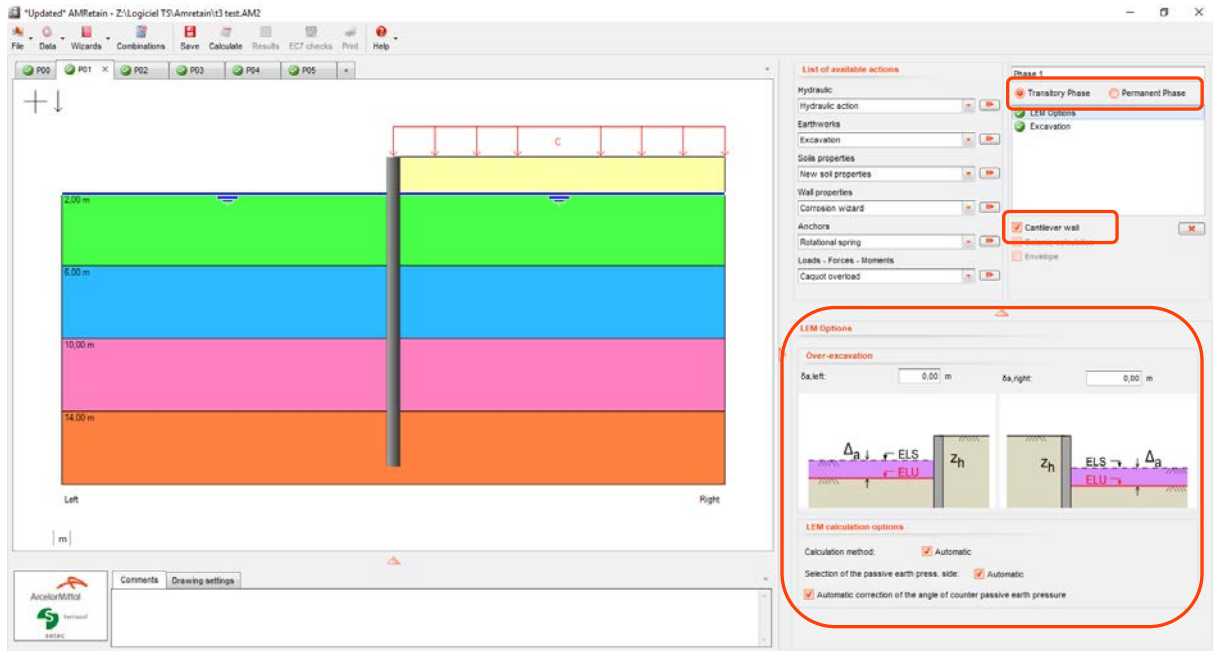 "Updated" AMRetain - Z:\Logiciel TS\Amretain\t3 test.AM2
File Data Wizards Combinations Save Calculate Results EC7 checks Print Help
P00 P01 × P02 P03 P04 P05 +
C
2,00 m
6,00 m
10,00 m
14,00 m
Left Right
m
ArcelorMittal
terrasol
setec
Comments Drawing settings
List of available actions
Hydraulic
Hydraulic action
Earthworks
Excavation
Soils properties
New soil properties
Wall properties
Corrosion wizard
Anchors
Rotational spring
Loads - Forces - Moments
Caquot overload
Phase 1
Transitory Phase Permanent Phase
LEM Options
Excavation
Cantilever wall
Seismic calculation
Envelope
LEM Options
Over-excavation
δa,left: 0,00 m δa,right: 0,00 m
Δa ELS zh
ELU
zh ELS Δa
ELU
LEM calculation options
Calculation method: Automatic
Selection of the passive earth press. side: Automatic
Automatic correction of the angle of counter passive earth pressure